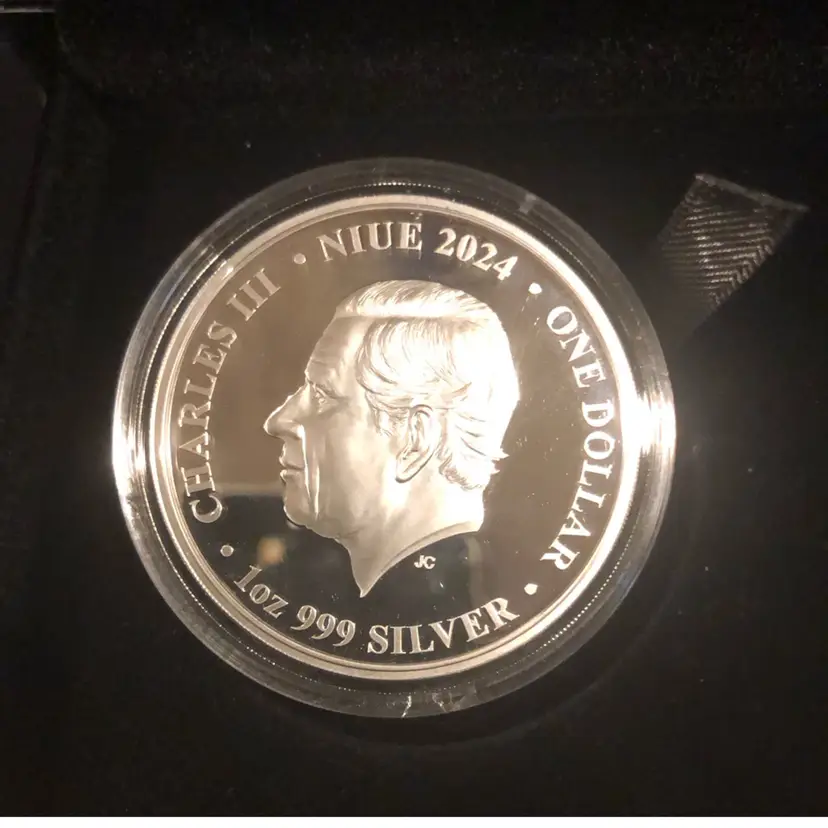 CHARLES III • NIUE 2024 • ONE DOLLAR •
1oz 999 SILVER •
JC